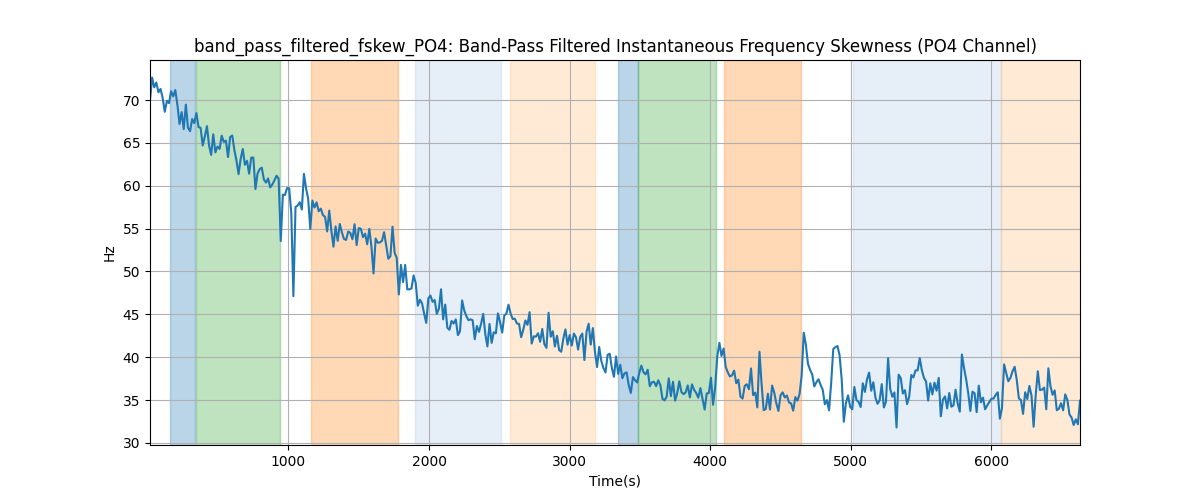 band_pass_filtered_fskew_PO4: Band-Pass Filtered Instantaneous Frequency Skewness (PO4 Channel)
70
65
60
55
50
45
40
35
30
Hz
1000 2000 3000 4000 5000 6000
Time(s)